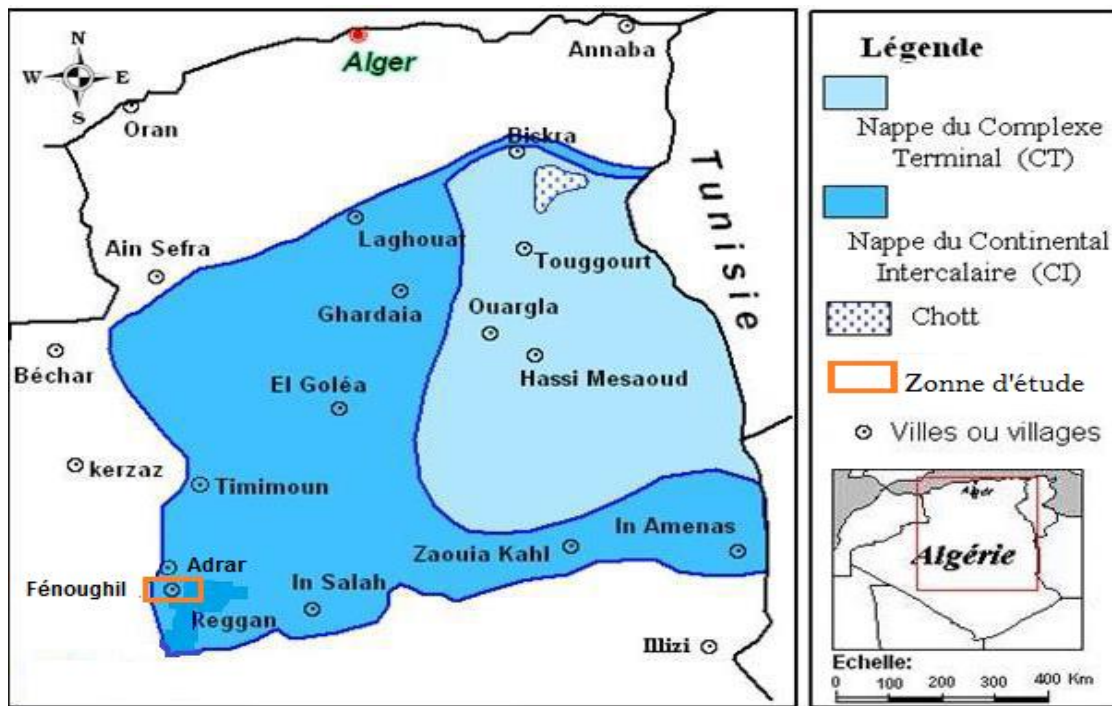 N
W E
S
Alger
Annaba
Oran
Biskra
Tunisie
Laghouat
Ain Sefra
Touggourt
Ghardaia
Ouargla
Béchar
Hassi Mesaoud
El Goléa
kerzaz
Timimoun
In Amenas
Zaouia Kahl
Adrar
Fénoughil
In Salah
Reggan
Illizi
Légende
Nappe du Complexe
Terminal (CT)
Nappe du Continental
Intercalaire (CI)
Chott
Zonne d'étude
Villes ou villages
Alger
Algérie
Echelle:
0 100 200 300 400 Km